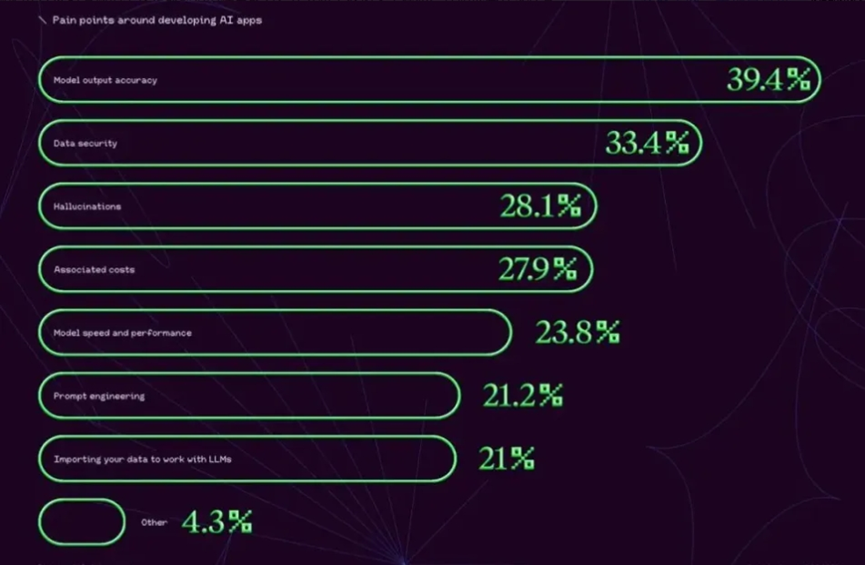 \ Pain points around developing AI apps
Model output accuracy 39.4%
Data security 33.4%
Hallucinations 28.1%
Associated costs 27.9%
Model speed and performance 23.8%
Prompt engineering 21.2%
Importing your data to work with LLMs 21%
Other 4.3%